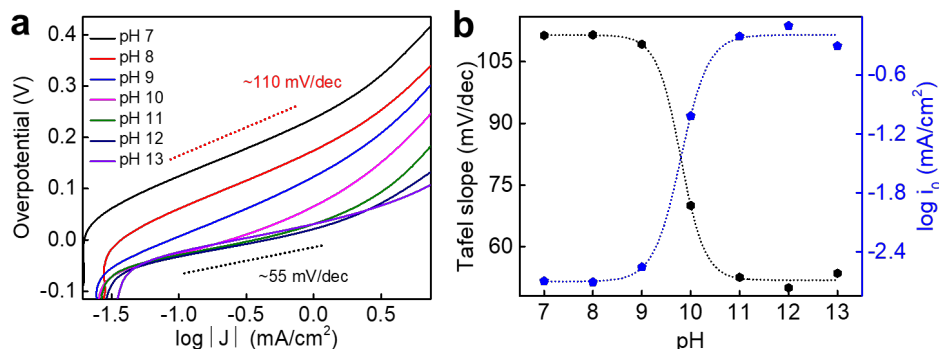 a
0.4
0.3
0.2
0.1
0.0
-0.1
Overpotential (V)
pH 7
pH 8
pH 9
pH 10
pH 11
pH 12
pH 13
~110 mV/dec
~55 mV/dec
-1.5 -1.0 -0.5 0.0 0.5
log |J| (mA/cm²)
b
105
90
75
60
Tafel slope (mV/dec)
-0.6
-1.2
-1.8
-2.4
log i₀ (mA/cm²)
7 8 9 10 11 12 13
pH